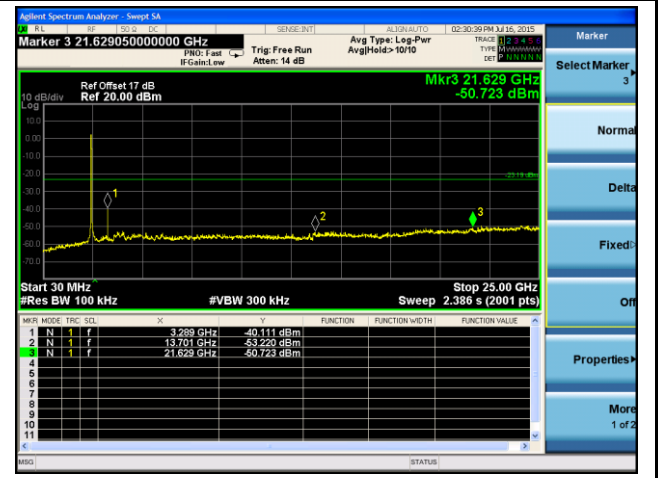 Agilent Spectrum Analyzer - Swept SA
RL RF 50 Ω DC SENSE:INT ALIGNAUTO 02:30:39 PM Jul 16, 2015
Marker 3 21.629050000000 GHz
PNO: Fast
IFGain:Low
Trig: Free Run
Atten: 14 dB
Avg Type: Log-Pwr
Avg|Hold:>10/10
TRACE 1 2 3 4 5 6
TYPE M
DET P N N N N N
Marker
Select Marker
3
Normal
Delta
Fixed
Off
Properties
More
1 of 2
Mkr3 21.629 GHz
-50.723 dBm
Ref Offset 17 dB
10 dB/div Ref 20.00 dBm
Log
10.0
0.00
-10.0
-20.0
-30.0
-40.0
-50.0
-60.0
-70.0
-23.19 dBm
1
2
3
Start 30 MHz Stop 25.00 GHz
#Res BW 100 kHz #VBW 300 kHz Sweep 2.386 s (2001 pts)
MKR MODE TRC SCL X Y FUNCTION FUNCTION WIDTH FUNCTION VALUE
1 N 1 f 3.289 GHz -40.111 dBm
2 N 1 f 13.701 GHz -53.220 dBm
3 N 1 f 21.629 GHz -50.723 dBm
4
5
6
7
8
9
10
11
MSG STATUS